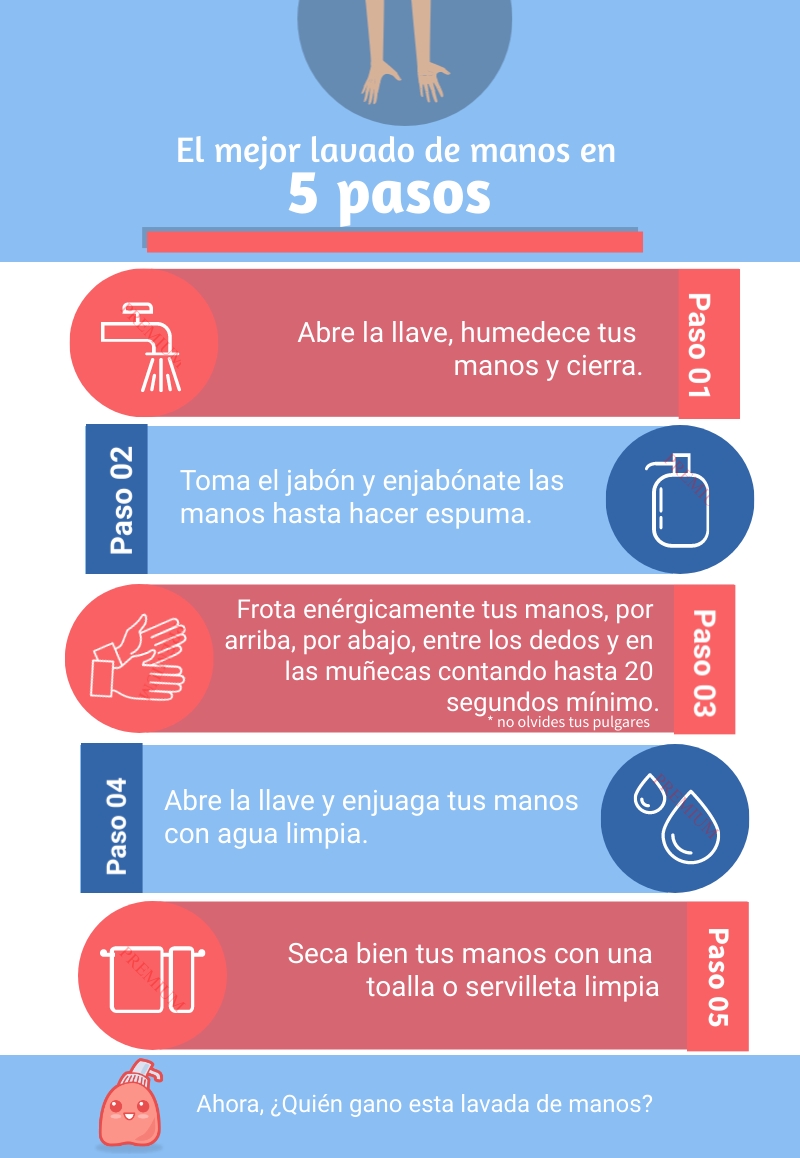 El mejor lavado de manos en
5 pasos
Abre la llave, humedece tus
manos y cierra.
Paso 01
PREMIUM
Paso 02
Toma el jabón y enjabónate las
manos hasta hacer espuma.
Frota enérgicamente tus manos, por
arriba, por abajo, entre los dedos y en
las muñecas contando hasta 20
segundos mínimo.
* no olvides tus pulgares
Paso 03
Paso 04
Abre la llave y enjuaga tus manos
con agua limpia.
PREMIUM
Seca bien tus manos con una
toalla o servilleta limpia
Paso 05
PREMIUM
Ahora, ¿Quién gano esta lavada de manos?